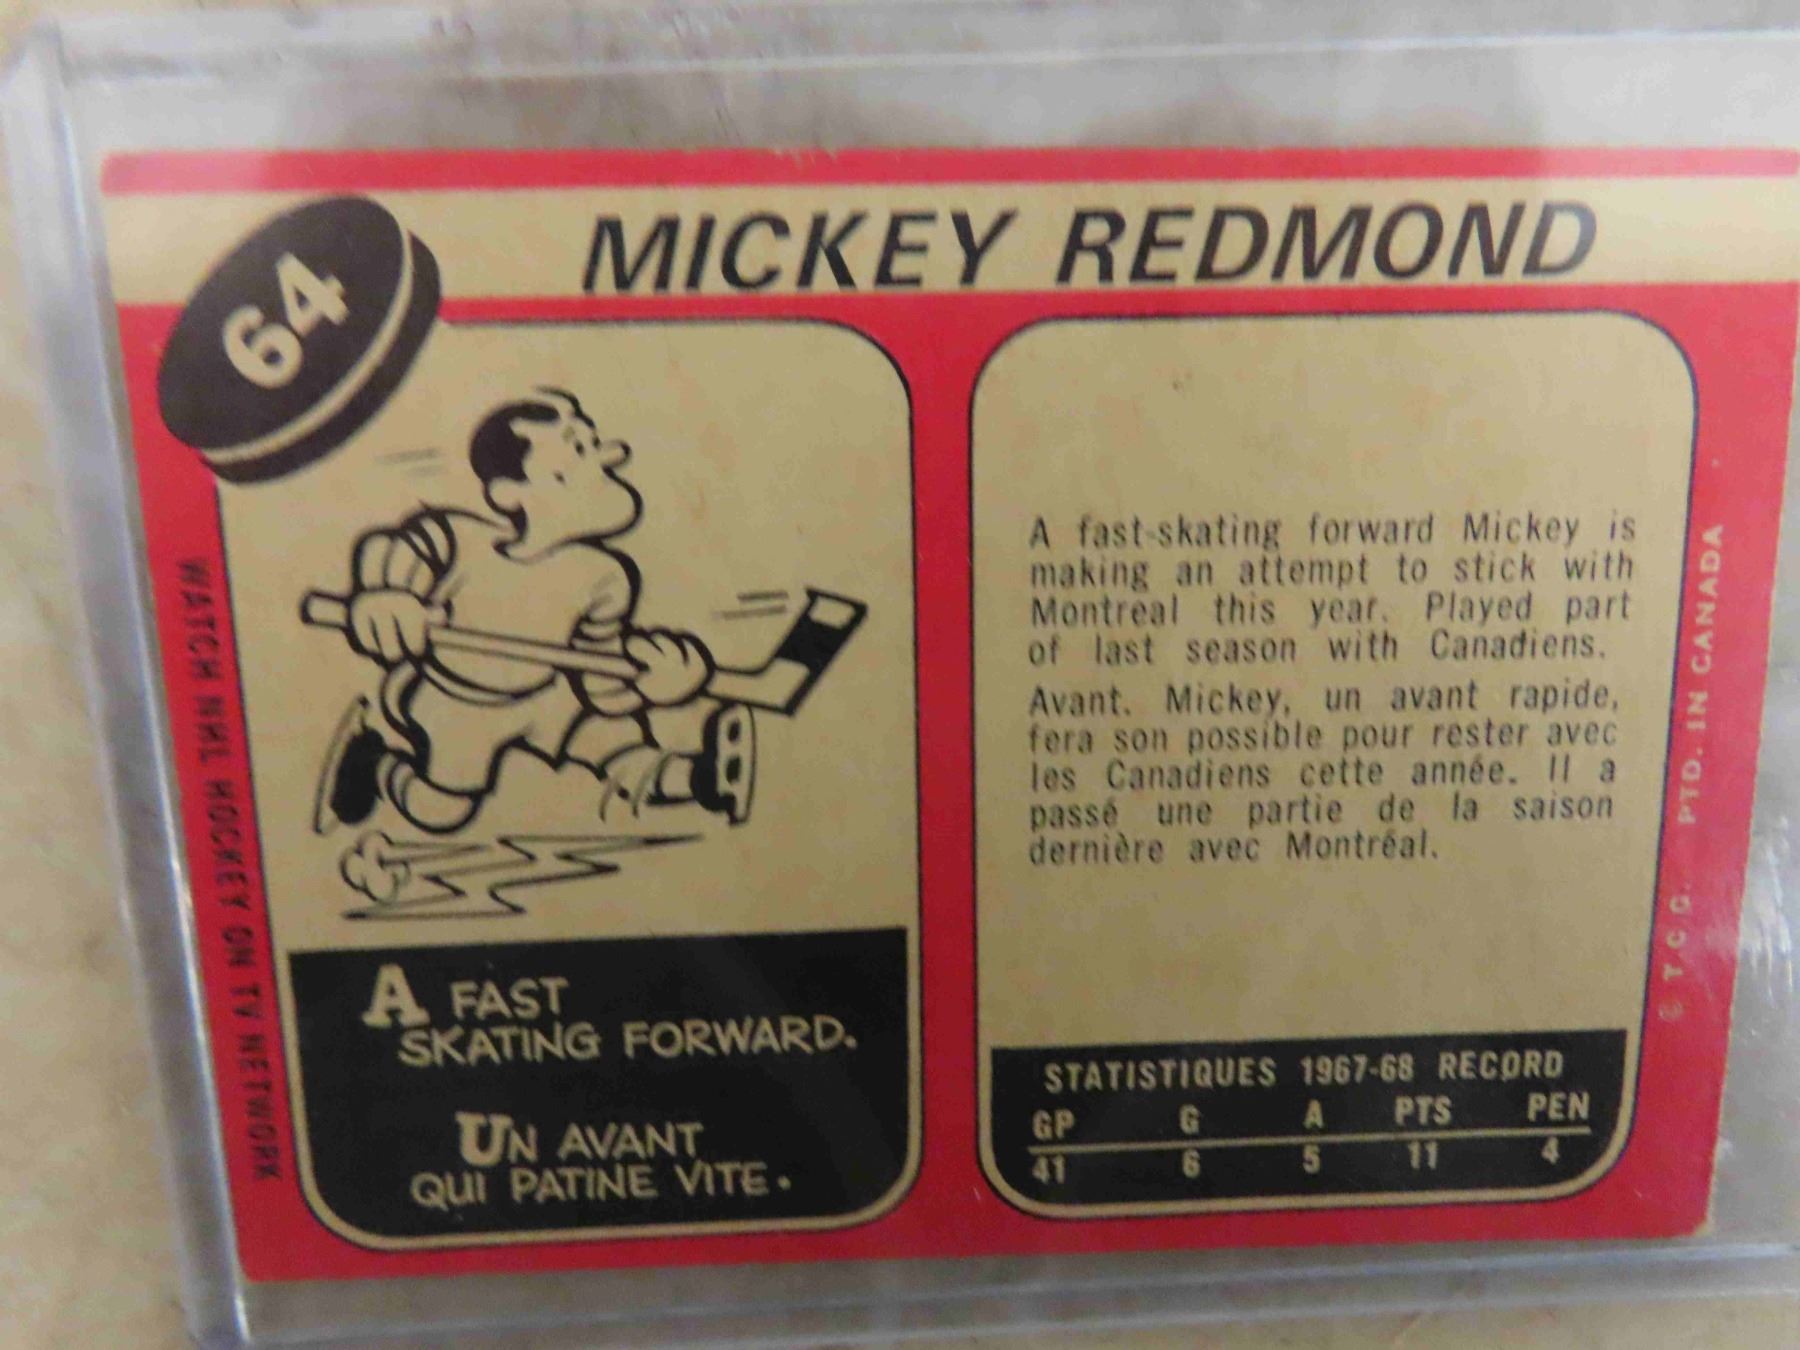 MICKEY REDMOND
64
WATCH NHL HOCKEY ON TV NETWORK
A FAST
SKATING FORWARD.
UN AVANT
QUI PATINE VITE.
A fast-skating forward Mickey is
making an attempt to stick with
Montreal this year. Played part
of last season with Canadiens.
Avant. Mickey, un avant rapide,
fera son possible pour rester avec
les Canadiens cette année. Il a
passé une partie de la saison
dernière avec Montréal.
STATISTIQUES 1967-68 RECORD
GP G A PTS PEN
41 6 5 11 4
© T.C.G. PTD. IN CANADA